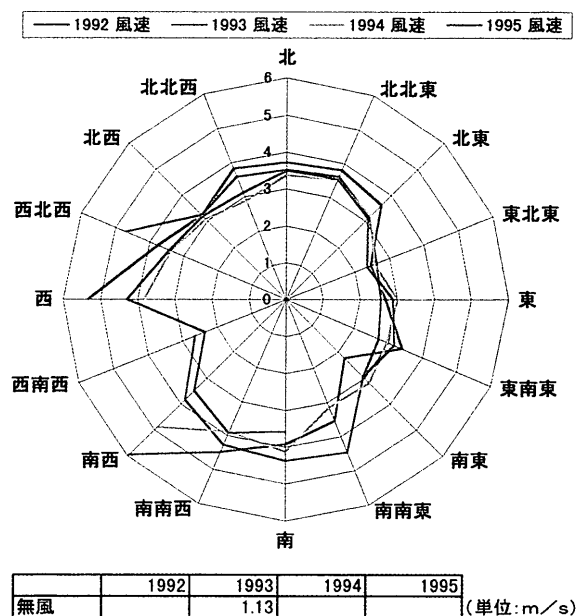 1992 風速 1993 風速 1994 風速 1995 風速
北
北北西 北北東
北西 北東
西北西 東北東
西 東
西南西 東南東
南西 南東
南南西 南南東
南
6
5
4
3
2
1
0
1992 1993 1994 1995
無風 1.13 (単位:m/s)